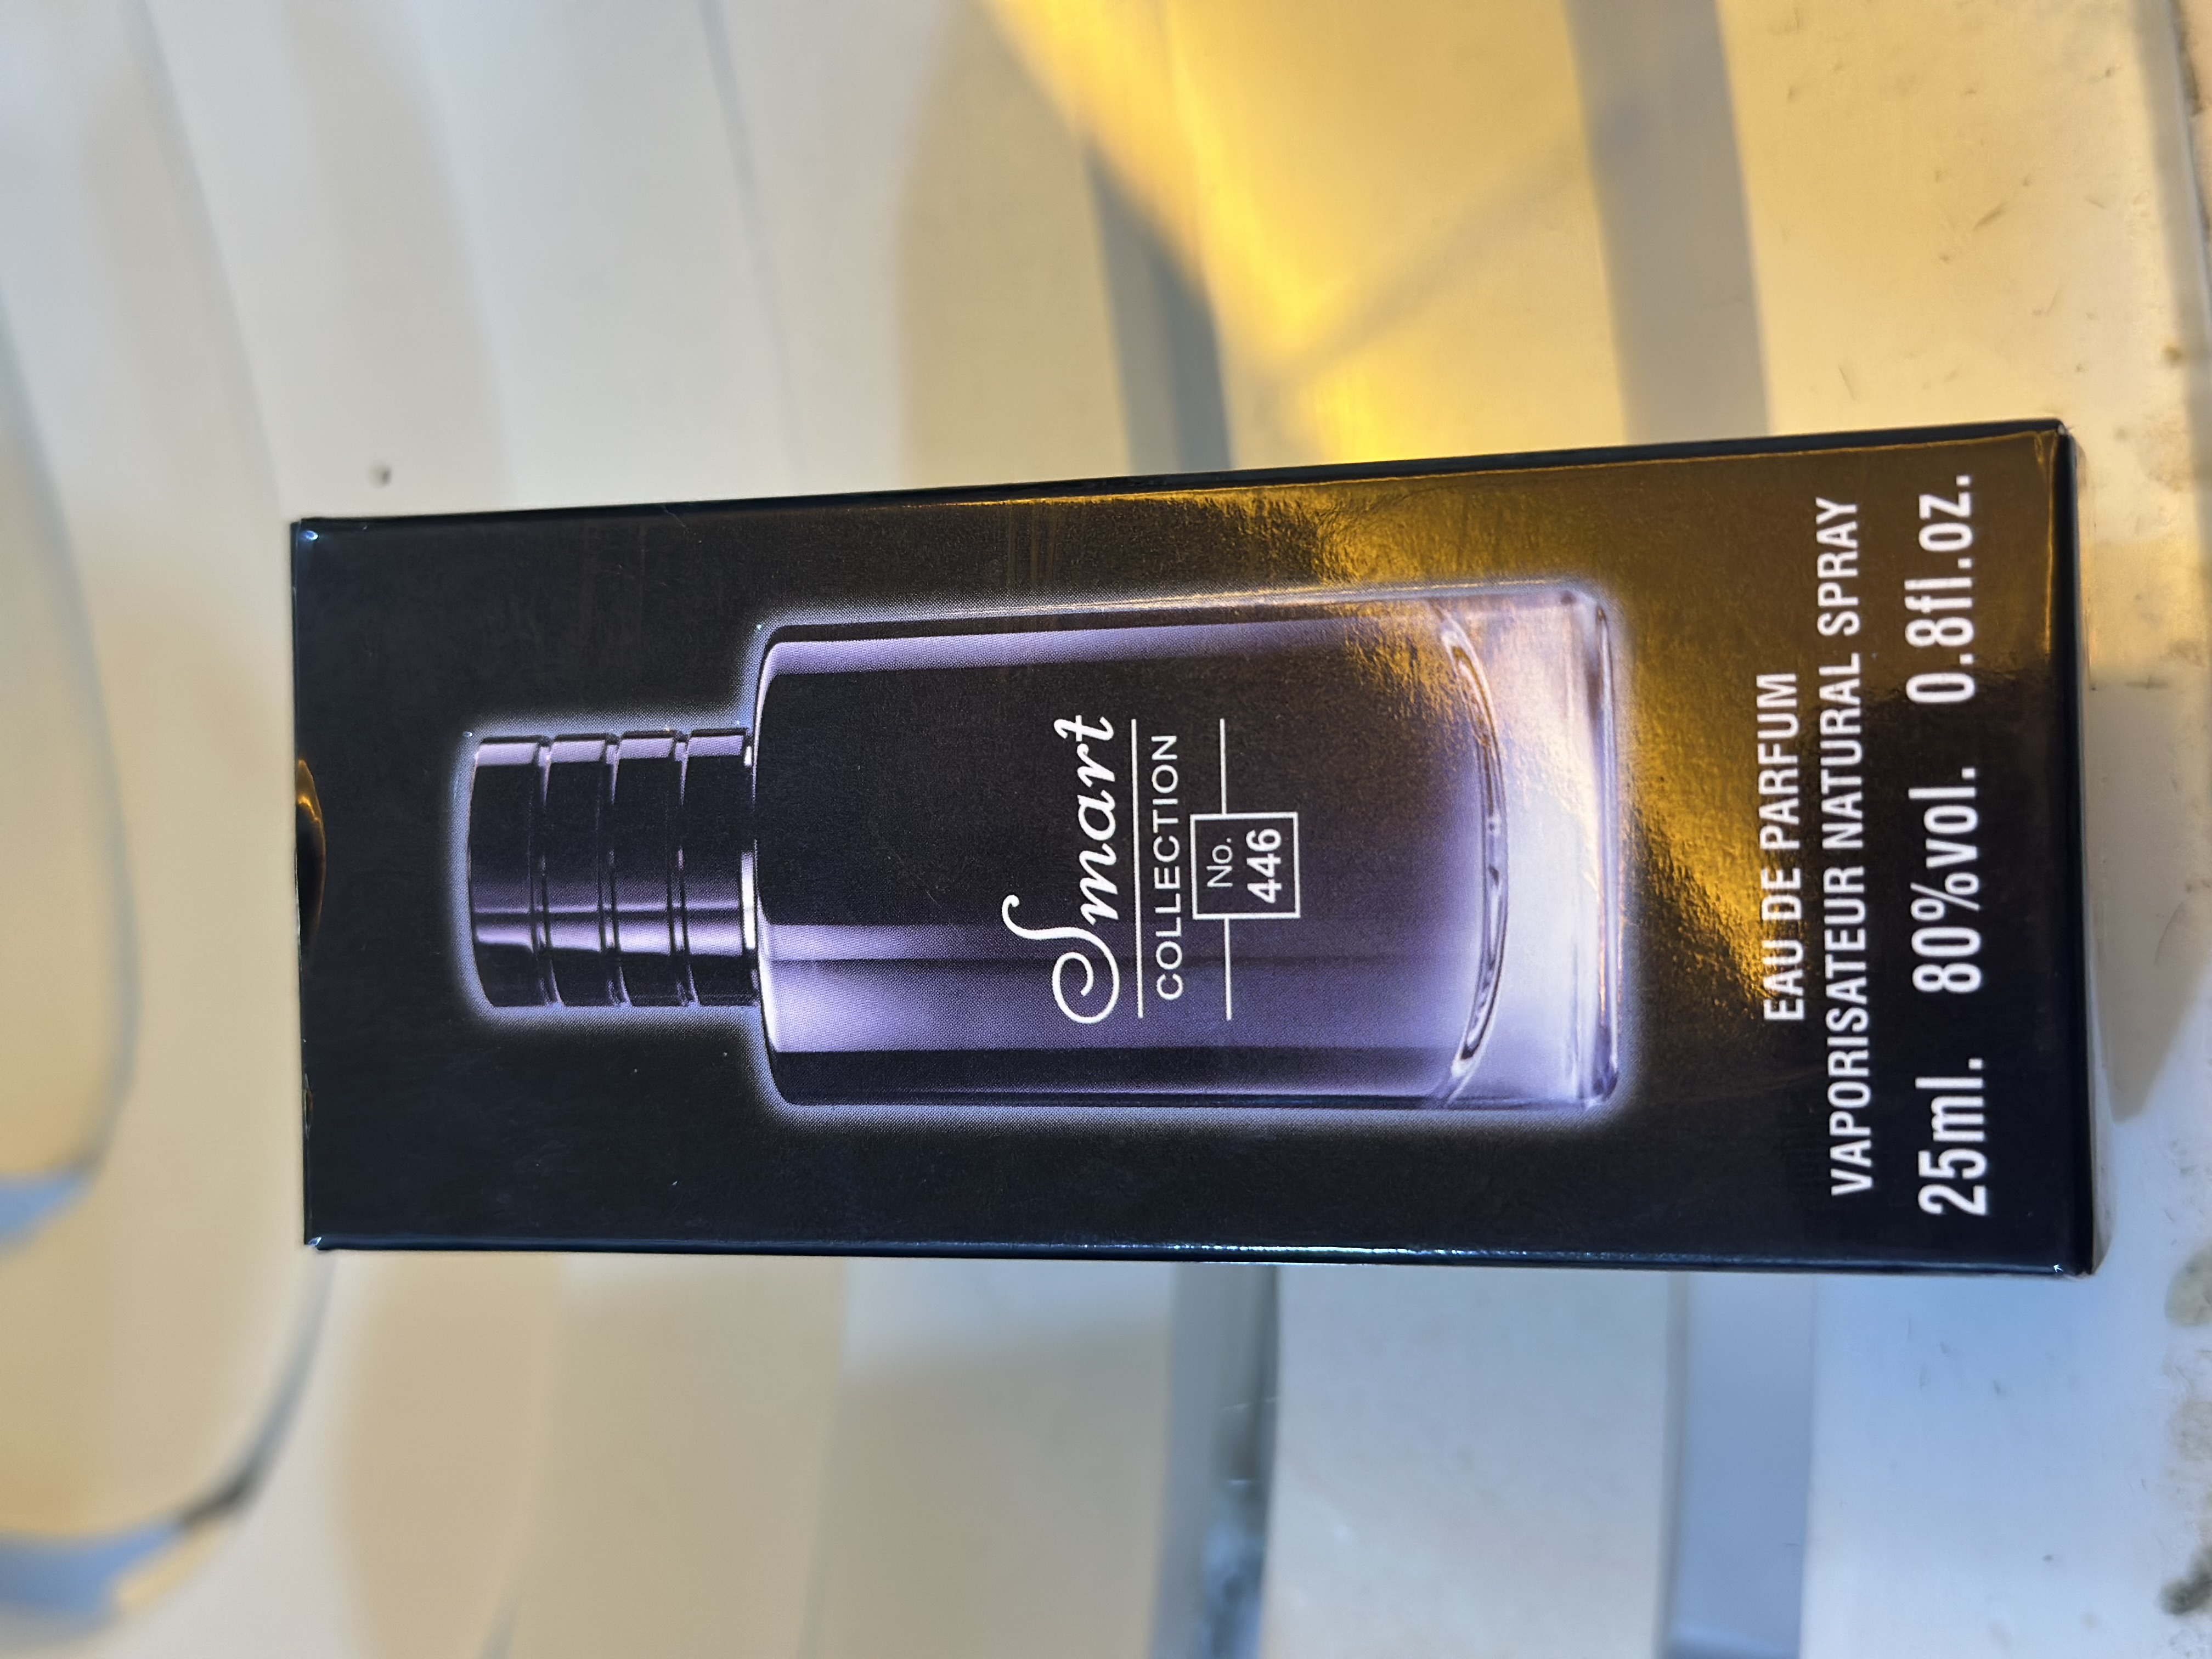 Smart
COLLECTION
No.
446
EAU DE PARFUM
VAPORISATEUR NATURAL SPRAY
25ml. 80%vol. 0.8fl.oz.